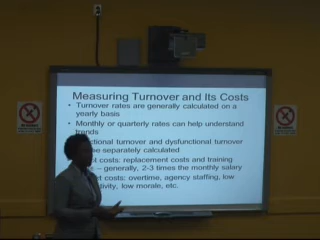 Measuring Turnover and Its Costs
• Turnover rates are generally calculated on a
yearly basis
• Monthly or quarterly rates can help understand
trends
tional turnover and dysfunctional turnover
e separately calculated
t costs: replacement costs and training
– generally, 2-3 times the monthly salary
t costs: overtime, agency staffing, low
tivity, low morale, etc.